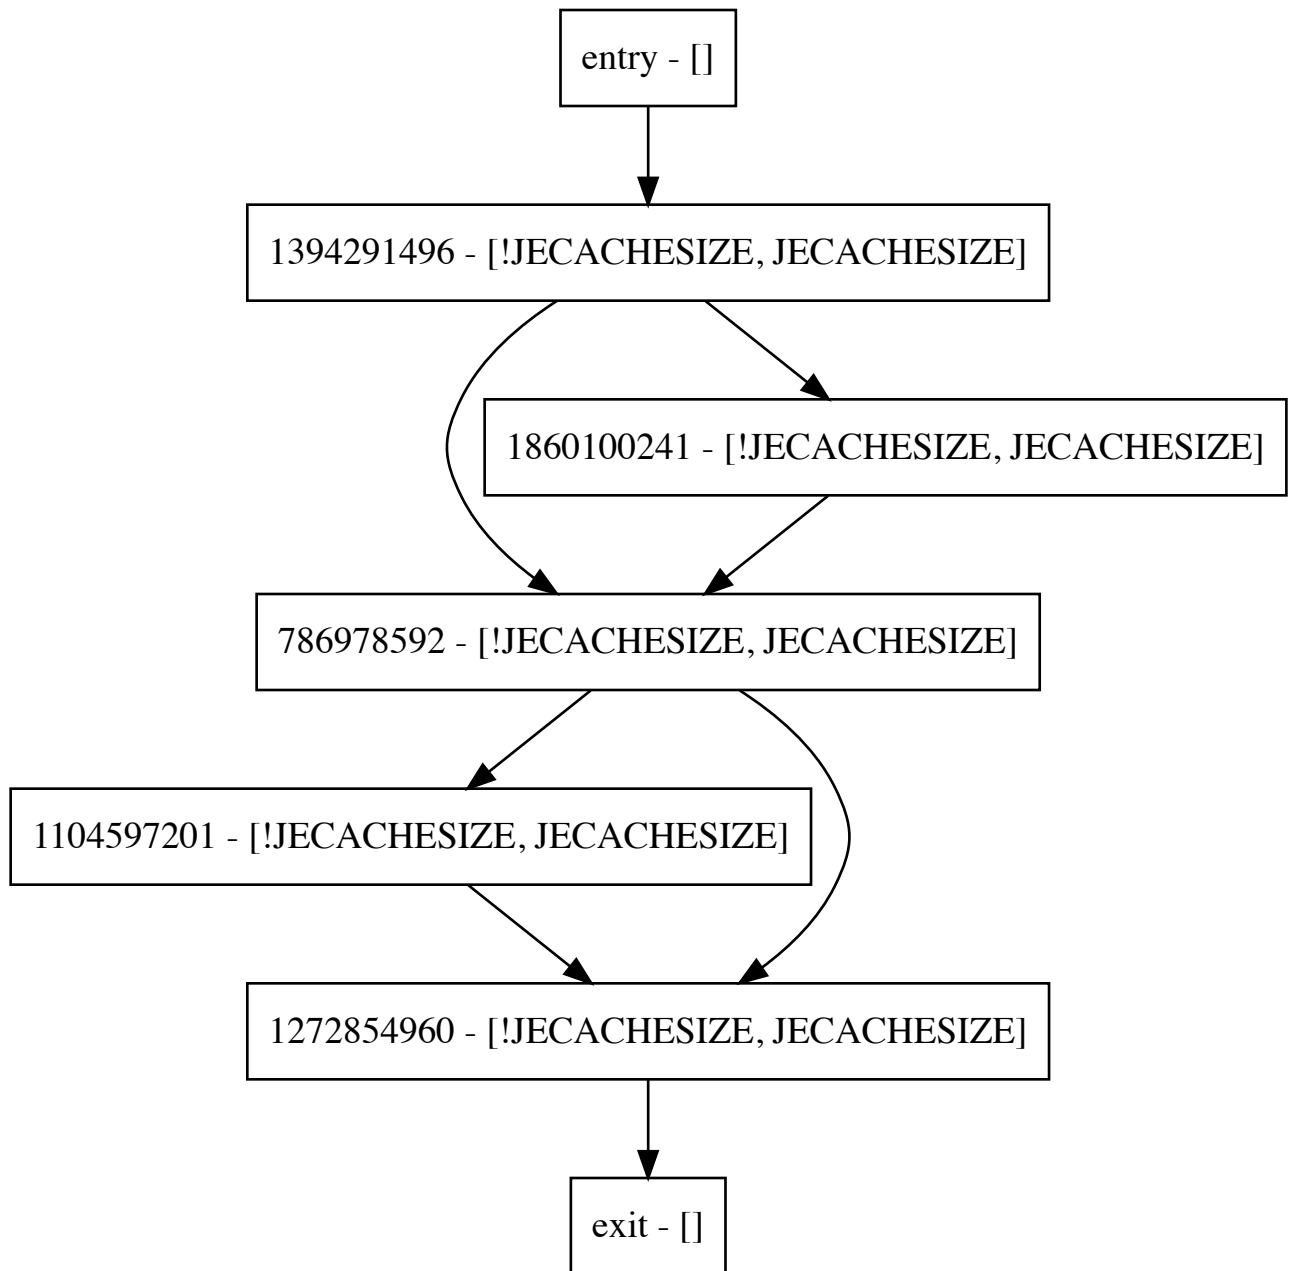 entry - []
1394291496 - [!JECACHESIZE, JECACHESIZE]
1860100241 - [!JECACHESIZE, JECACHESIZE]
786978592 - [!JECACHESIZE, JECACHESIZE]
1104597201 - [!JECACHESIZE, JECACHESIZE]
1272854960 - [!JECACHESIZE, JECACHESIZE]
exit - []